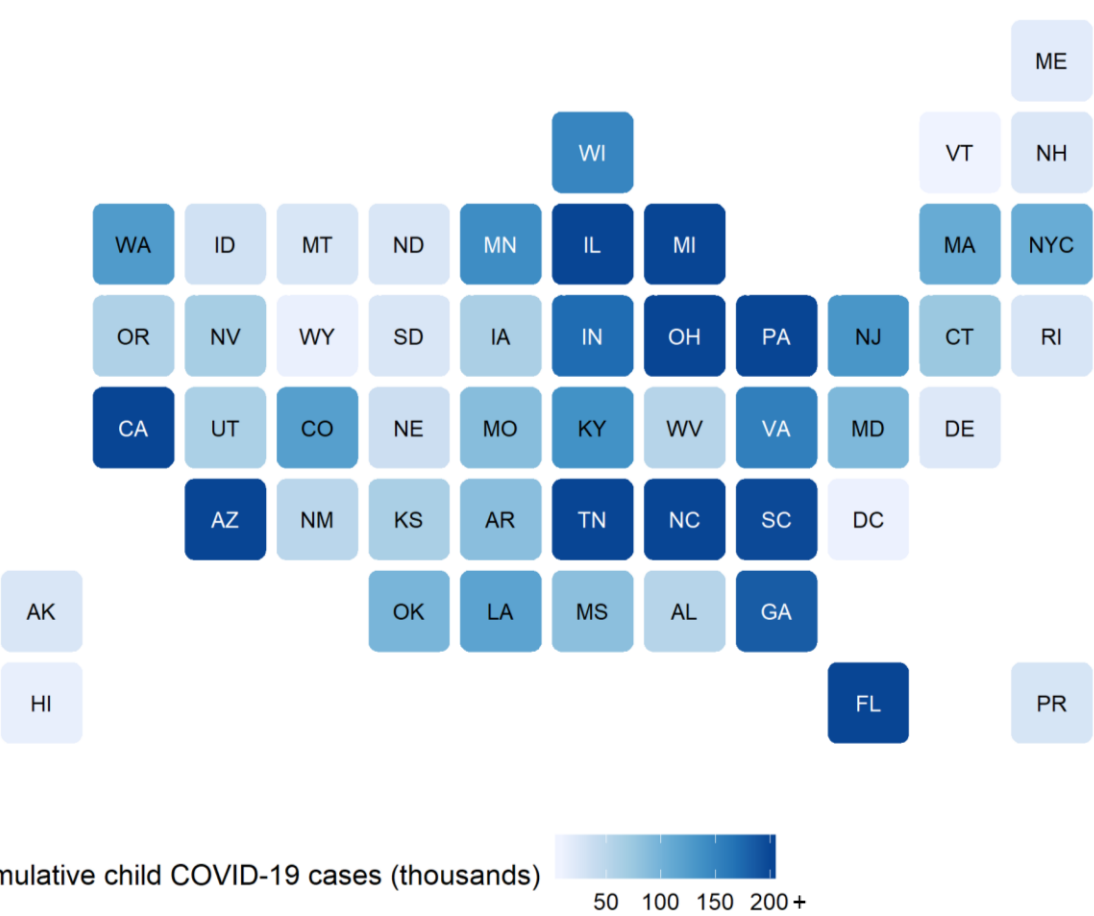 ME
WI VT NH
WA ID MT ND MN IL MI MA NYC
OR NV WY SD IA IN OH PA NJ CT RI
CA UT CO NE MO KY WV VA MD DE
AZ NM KS AR TN NC SC DC
AK OK LA MS AL GA
HI FL PR
mulative child COVID-19 cases (thousands)
50 100 150 200 +